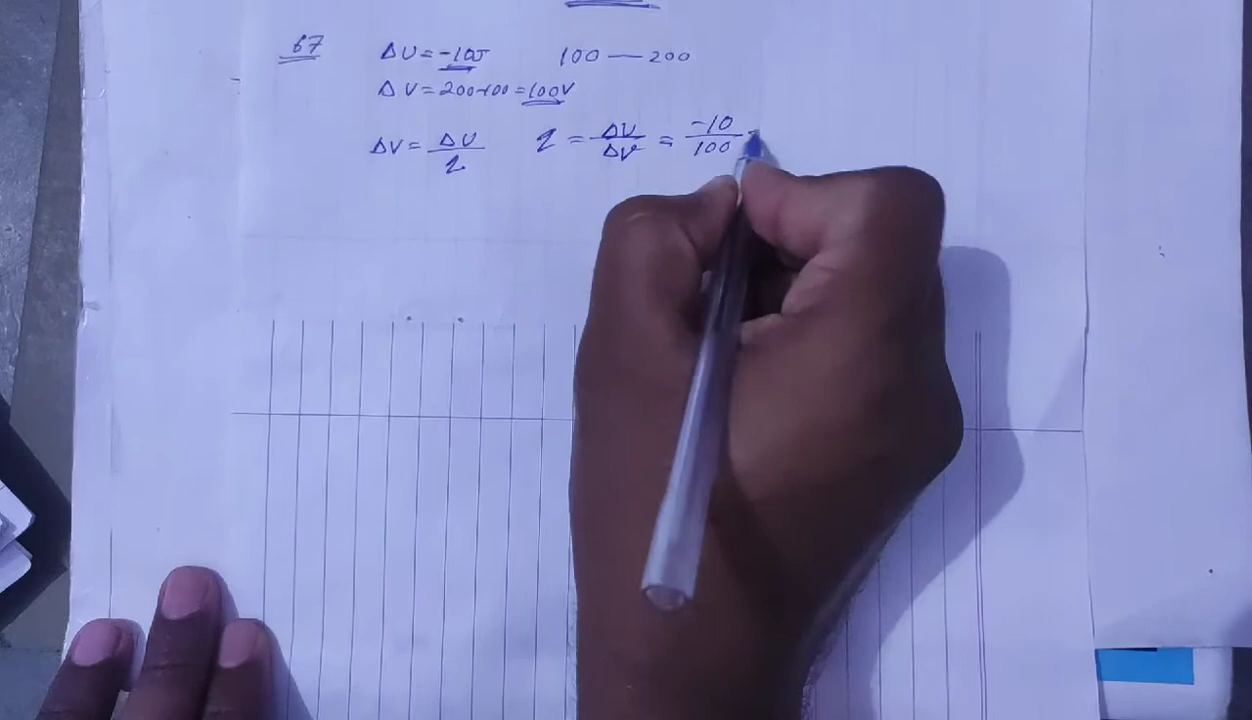 67 ΔU = -10J 100 — 200
ΔV = 200-100 = 100V
ΔV = ΔU/q q = ΔU/ΔV = -10/100 =